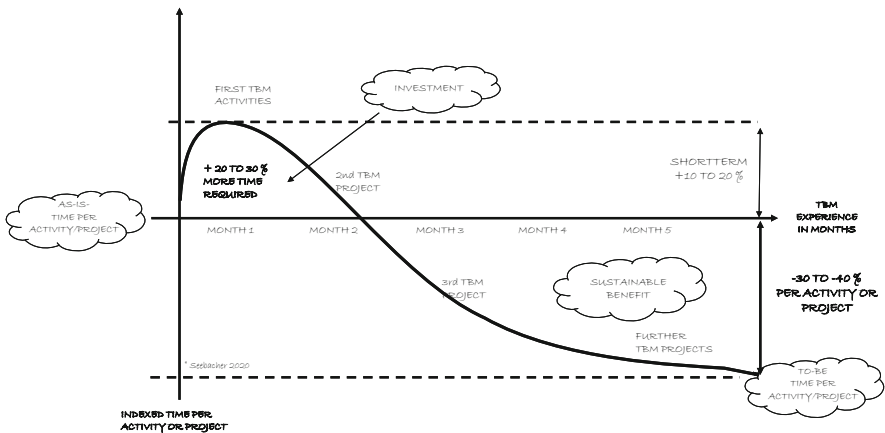 FIRST TBM
ACTIVITIES
INVESTMENT
+ 20 TO 30 %
MORE TIME
REQUIRED
2nd TBM
PROJECT
SHORTTERM
+10 TO 20 %
AS-IS-
TIME PER
ACTIVITY/PROJECT
TBM
EXPERIENCE
IN MONTHS
MONTH 1
MONTH 2
MONTH 3
MONTH 4
MONTH 5
3rd TBM
PROJECT
SUSTAINABLE
BENEFIT
-30 TO -40 %
PER ACTIVITY OR
PROJECT
FURTHER
TBM PROJECTS
* Seebacher 2020
TO-BE
TIME PER
ACTIVITY/PROJECT
INDEXED TIME PER
ACTIVITY OR PROJECT